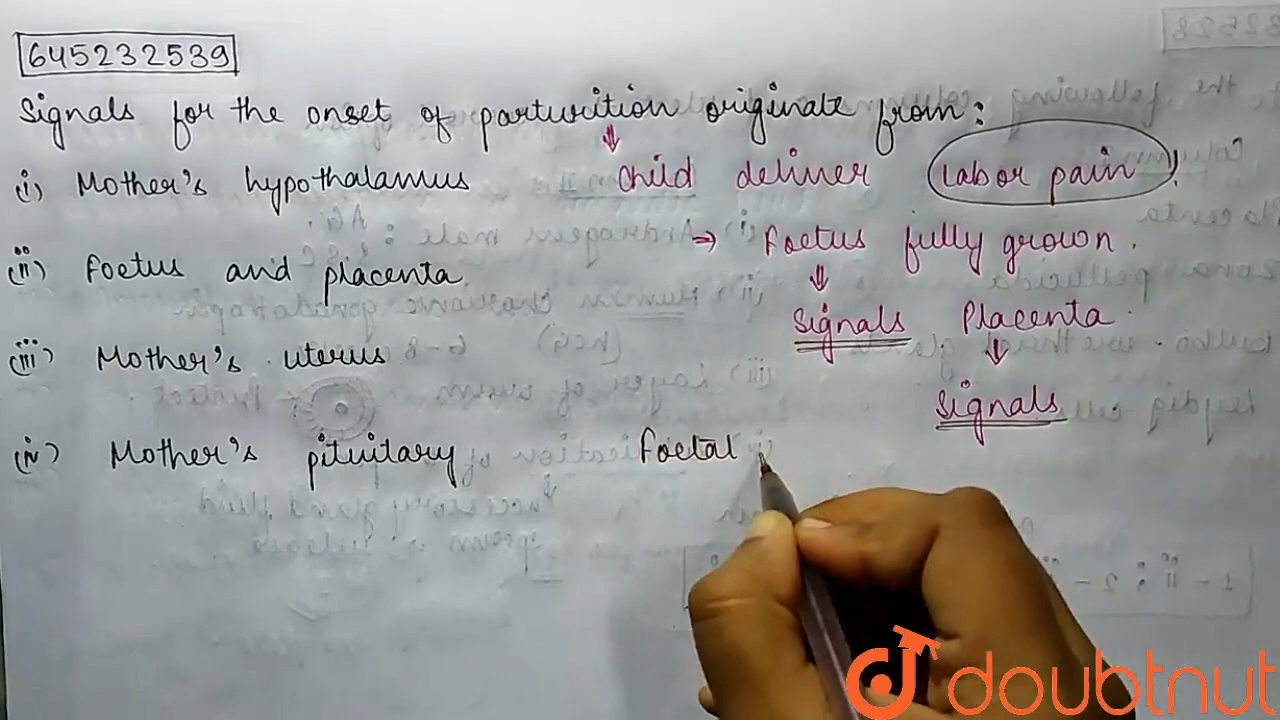 645232539
Signals for the onset of parturition originate from:
(i) Mother's hypothalamus
Child deliver Labor pain
(ii) Foetus and placenta
⇒ Foetus fully grown.
Signals Placenta
(iii) Mother's uterus
Signals
(iv) Mother's pituitary
Foetal
doubtnut